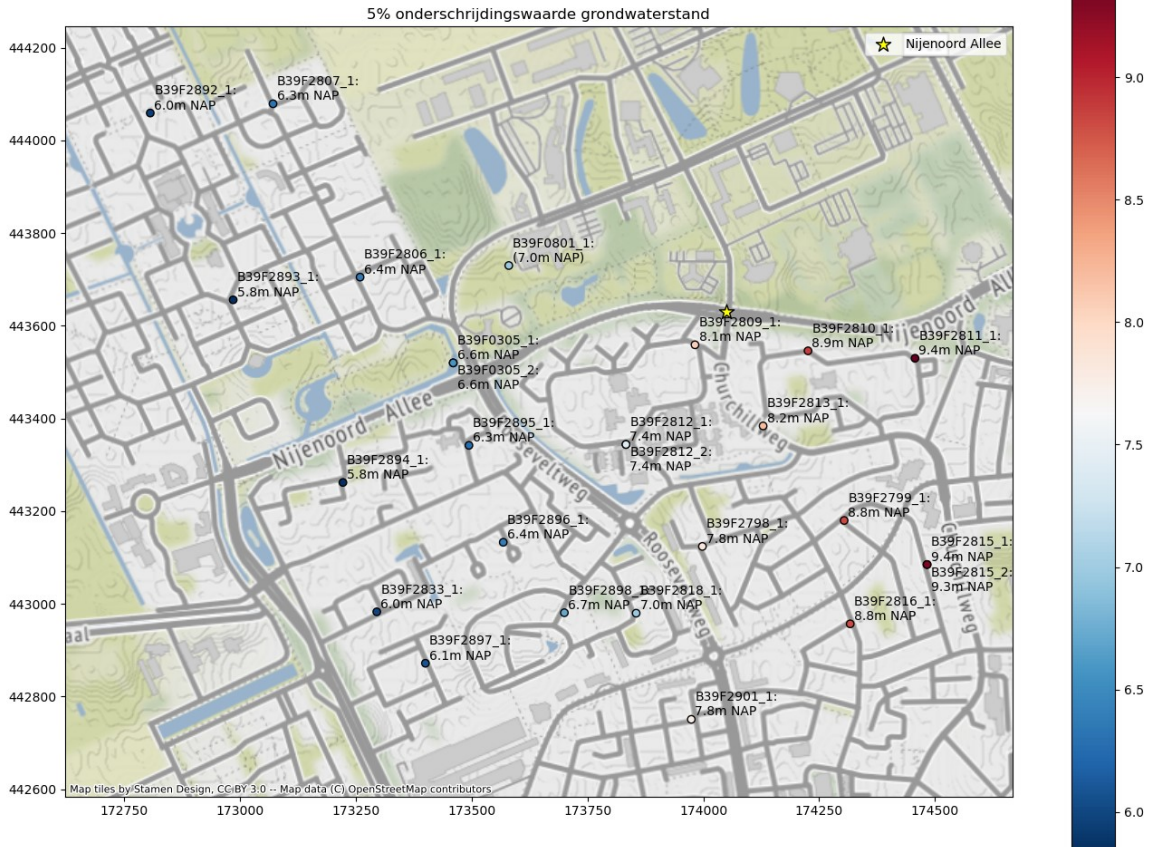 5% onderschrijdingswaarde grondwaterstand
Nijenoord Allee
444200
444000
443800
443600
443400
443200
443000
442800
442600
B39F2892_1:
6.0m NAP
B39F2807_1:
6.3m NAP
B39F0801_1:
(7.0m NAP)
B39F2806_1:
6.4m NAP
B39F2893_1:
5.8m NAP
B39F0305_1:
6.6m NAP
B39F0305_2:
6.6m NAP
B39F2809_1:
8.1m NAP
B39F2810_1:
8.9m NAP
B39F2811_1:
9.4m NAP
Nijenoord All
Nijenoord Allee
Churchillweg
B39F2813_1:
8.2m NAP
B39F2895_1:
6.3m NAP
B39F2812_1:
7.4m NAP
B39F2812_2:
7.4m NAP
B39F2894_1:
5.8m NAP
B39F2896_1:
6.4m NAP
B39F2798_1:
7.8m NAP
B39F2799_1:
8.8m NAP
Rooseveltweg
B39F2815_1:
9.4m NAP
B39F2815_2:
9.3m NAP
B39F2833_1:
6.0m NAP
B39F2898_1:
6.7m NAP
B39F2818_1:
7.0m NAP
B39F2816_1:
8.8m NAP
Churchillweg
aal
B39F2897_1:
6.1m NAP
B39F2901_1:
7.8m NAP
Map tiles by Stamen Design, CC BY 3.0 -- Map data (C) OpenStreetMap contributors
172750
173000
173250
173500
173750
174000
174250
174500
9.0
8.5
8.0
7.5
7.0
6.5
6.0